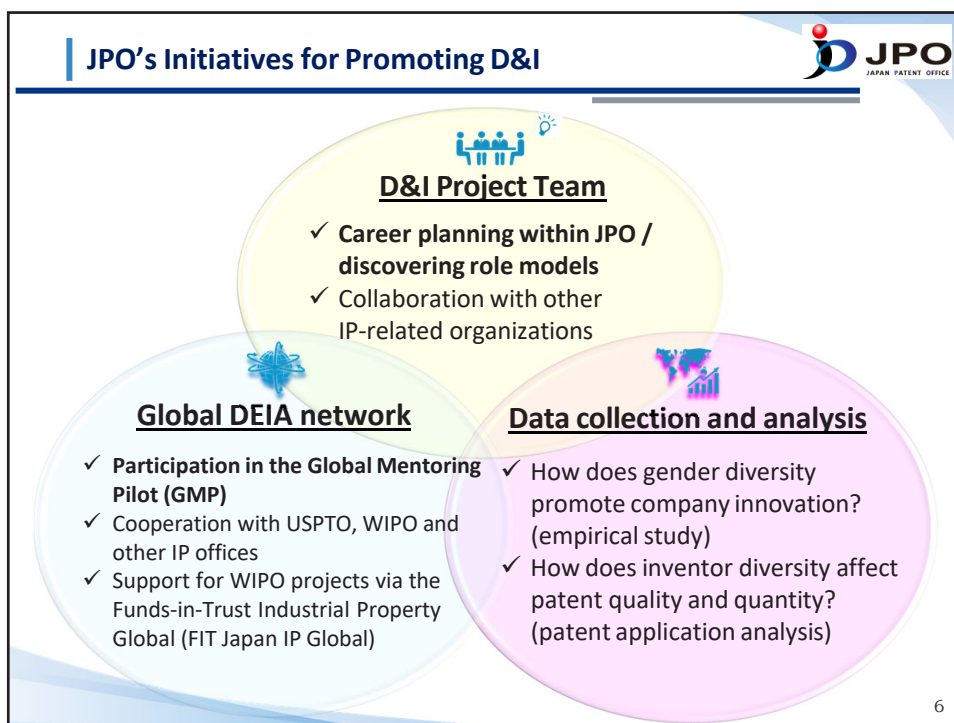 JPO's Initiatives for Promoting D&I
JPO
JAPAN PATENT OFFICE
D&I Project Team
✓ Career planning within JPO /
discovering role models
✓ Collaboration with other
IP-related organizations
Global DEIA network
✓ Participation in the Global Mentoring
Pilot (GMP)
✓ Cooperation with USPTO, WIPO and
other IP offices
✓ Support for WIPO projects via the
Funds-in-Trust Industrial Property
Global (FIT Japan IP Global)
Data collection and analysis
✓ How does gender diversity
promote company innovation?
(empirical study)
✓ How does inventor diversity affect
patent quality and quantity?
(patent application analysis)
6